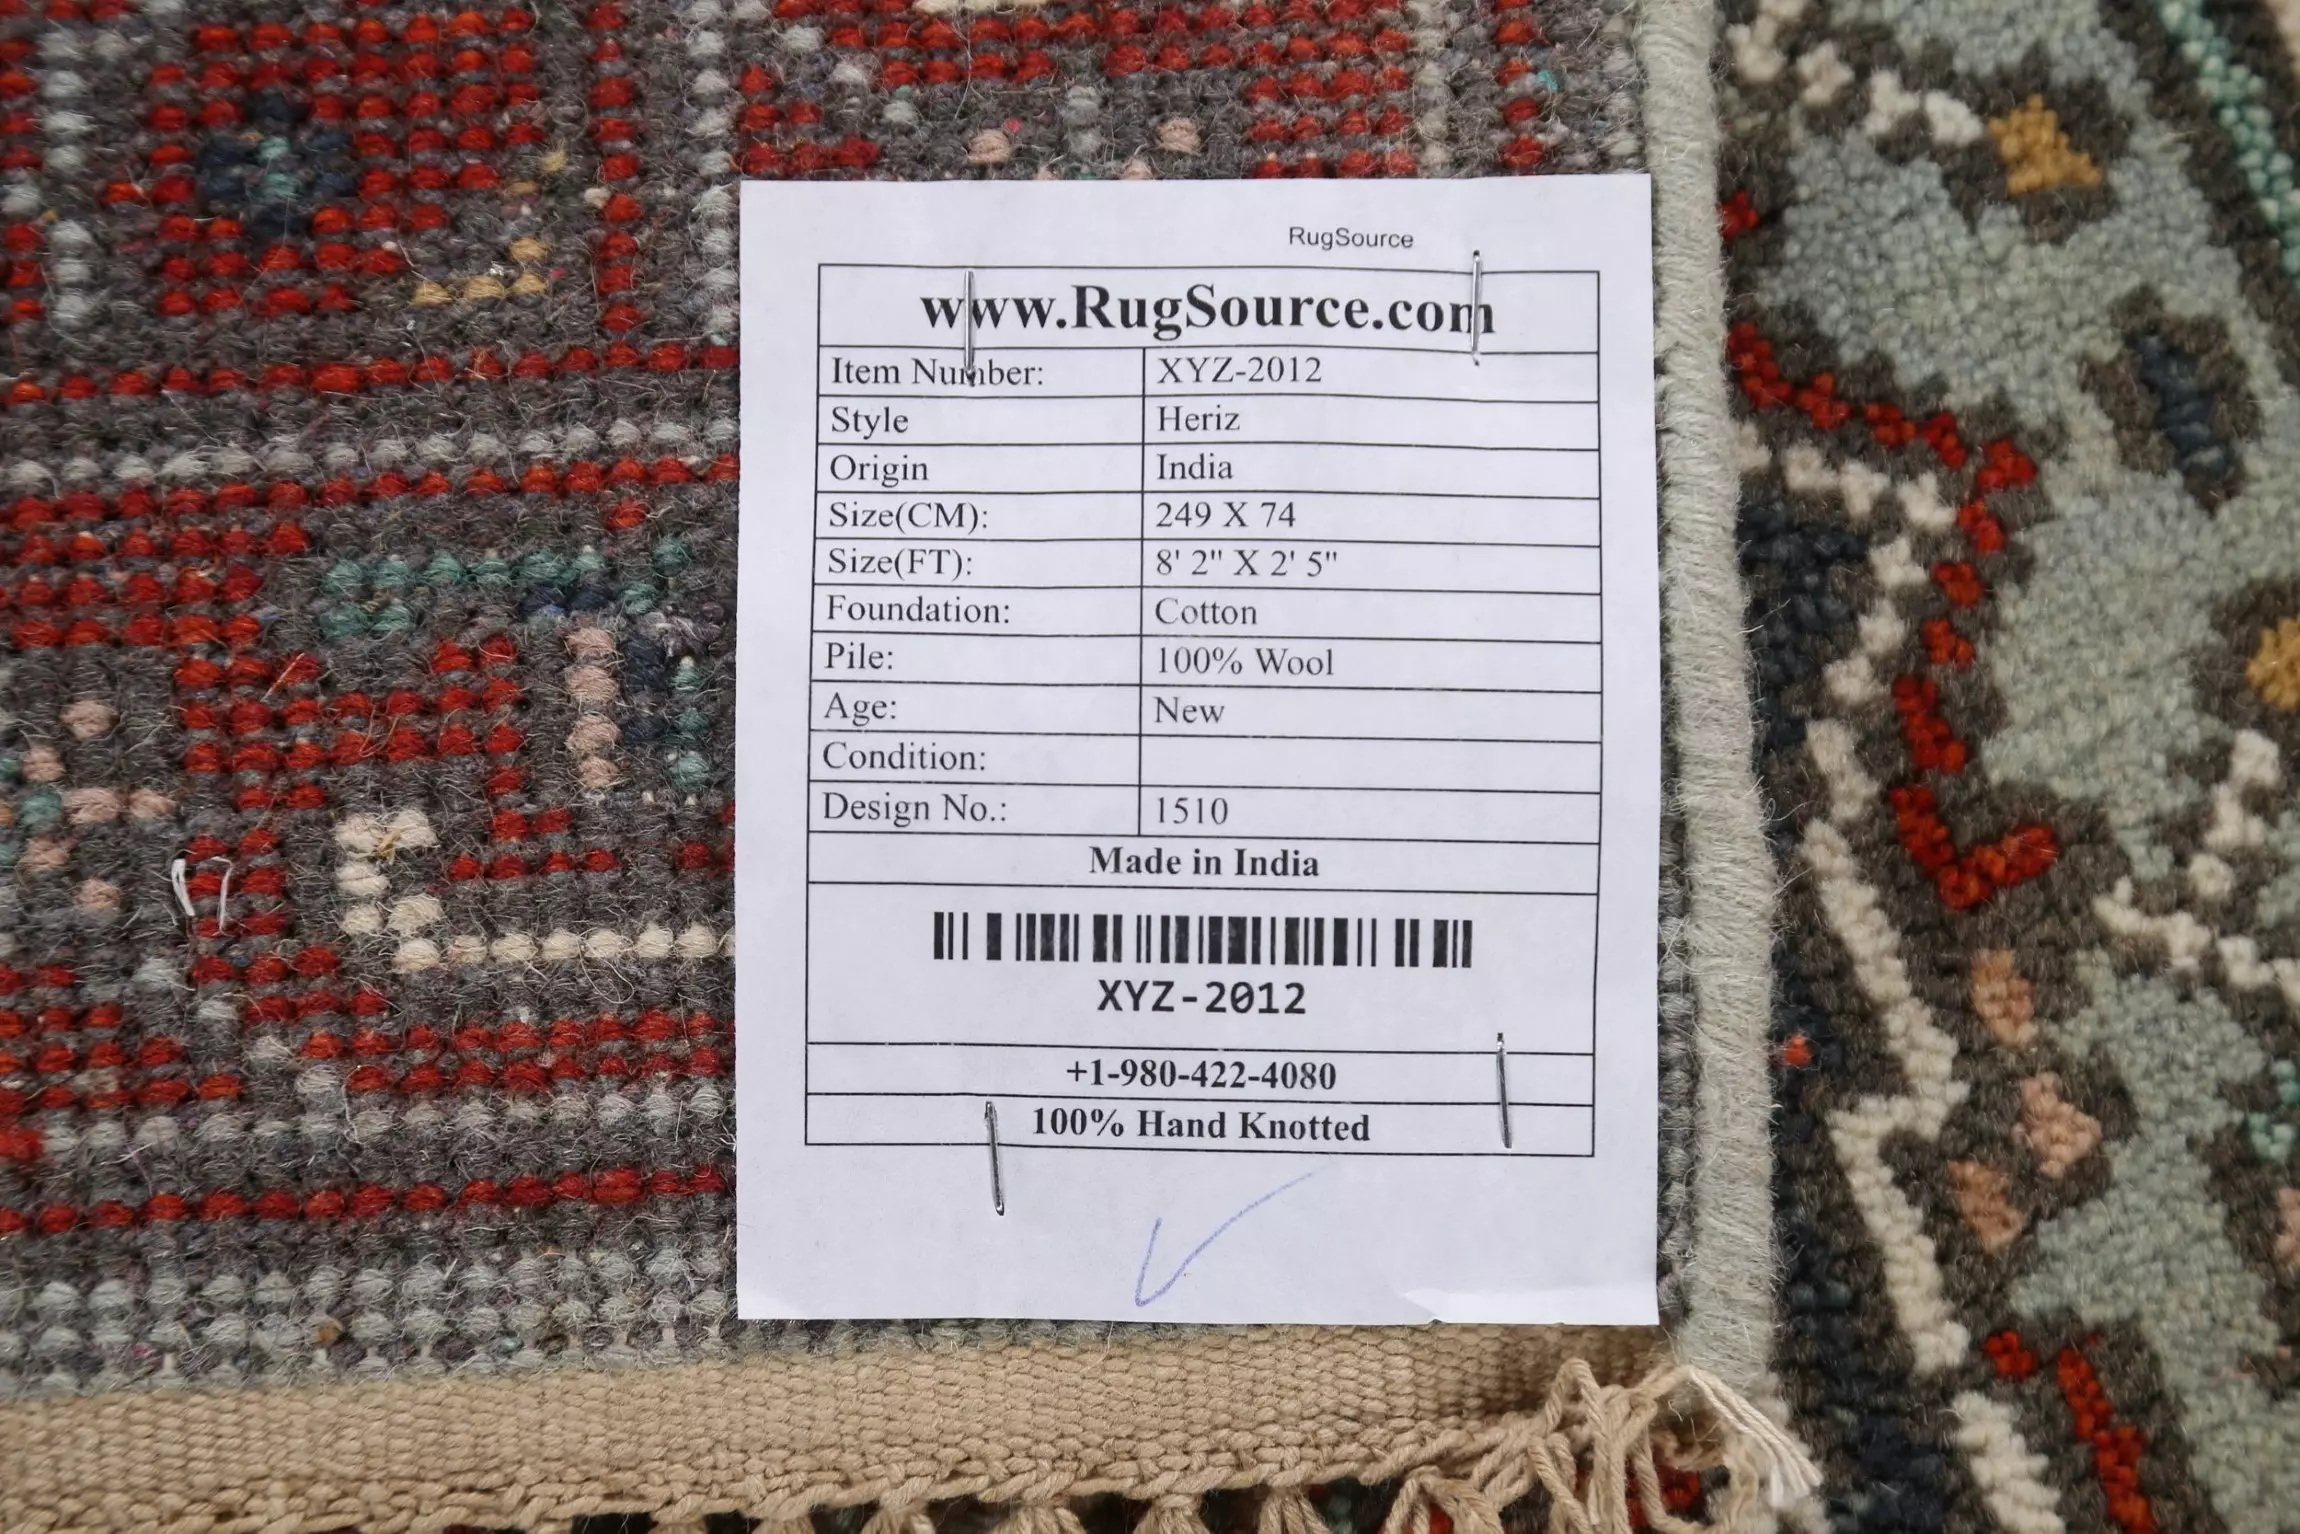 RugSource
www.RugSource.com
Item Number: XYZ-2012
Style Heriz
Origin India
Size(CM): 249 X 74
Size(FT): 8' 2" X 2' 5"
Foundation: Cotton
Pile: 100% Wool
Age: New
Condition:
Design No.: 1510
Made in India
XYZ-2012
+1-980-422-4080
100% Hand Knotted